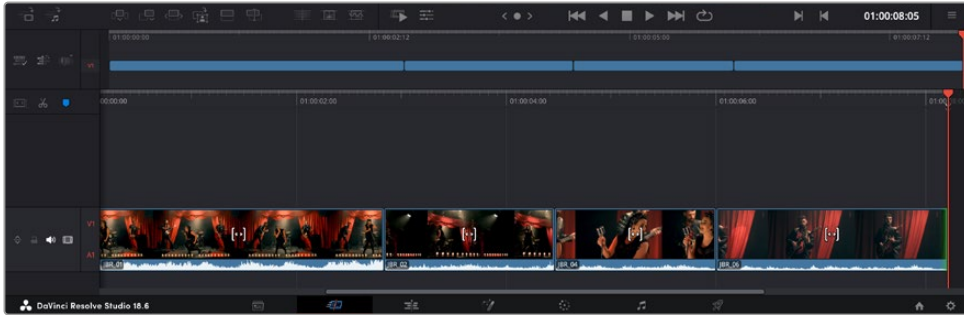 01:00:08:05
01:00:00:00 01:00:02:12 01:00:05:00 01:00:07:12
V1
00:00:00 01:00:02:00 01:00:04:00 01:00:06:00 01:00
V1
A1
JBR_01 JBR_02 JBR_04 JBR_06
DaVinci Resolve Studio 18.6